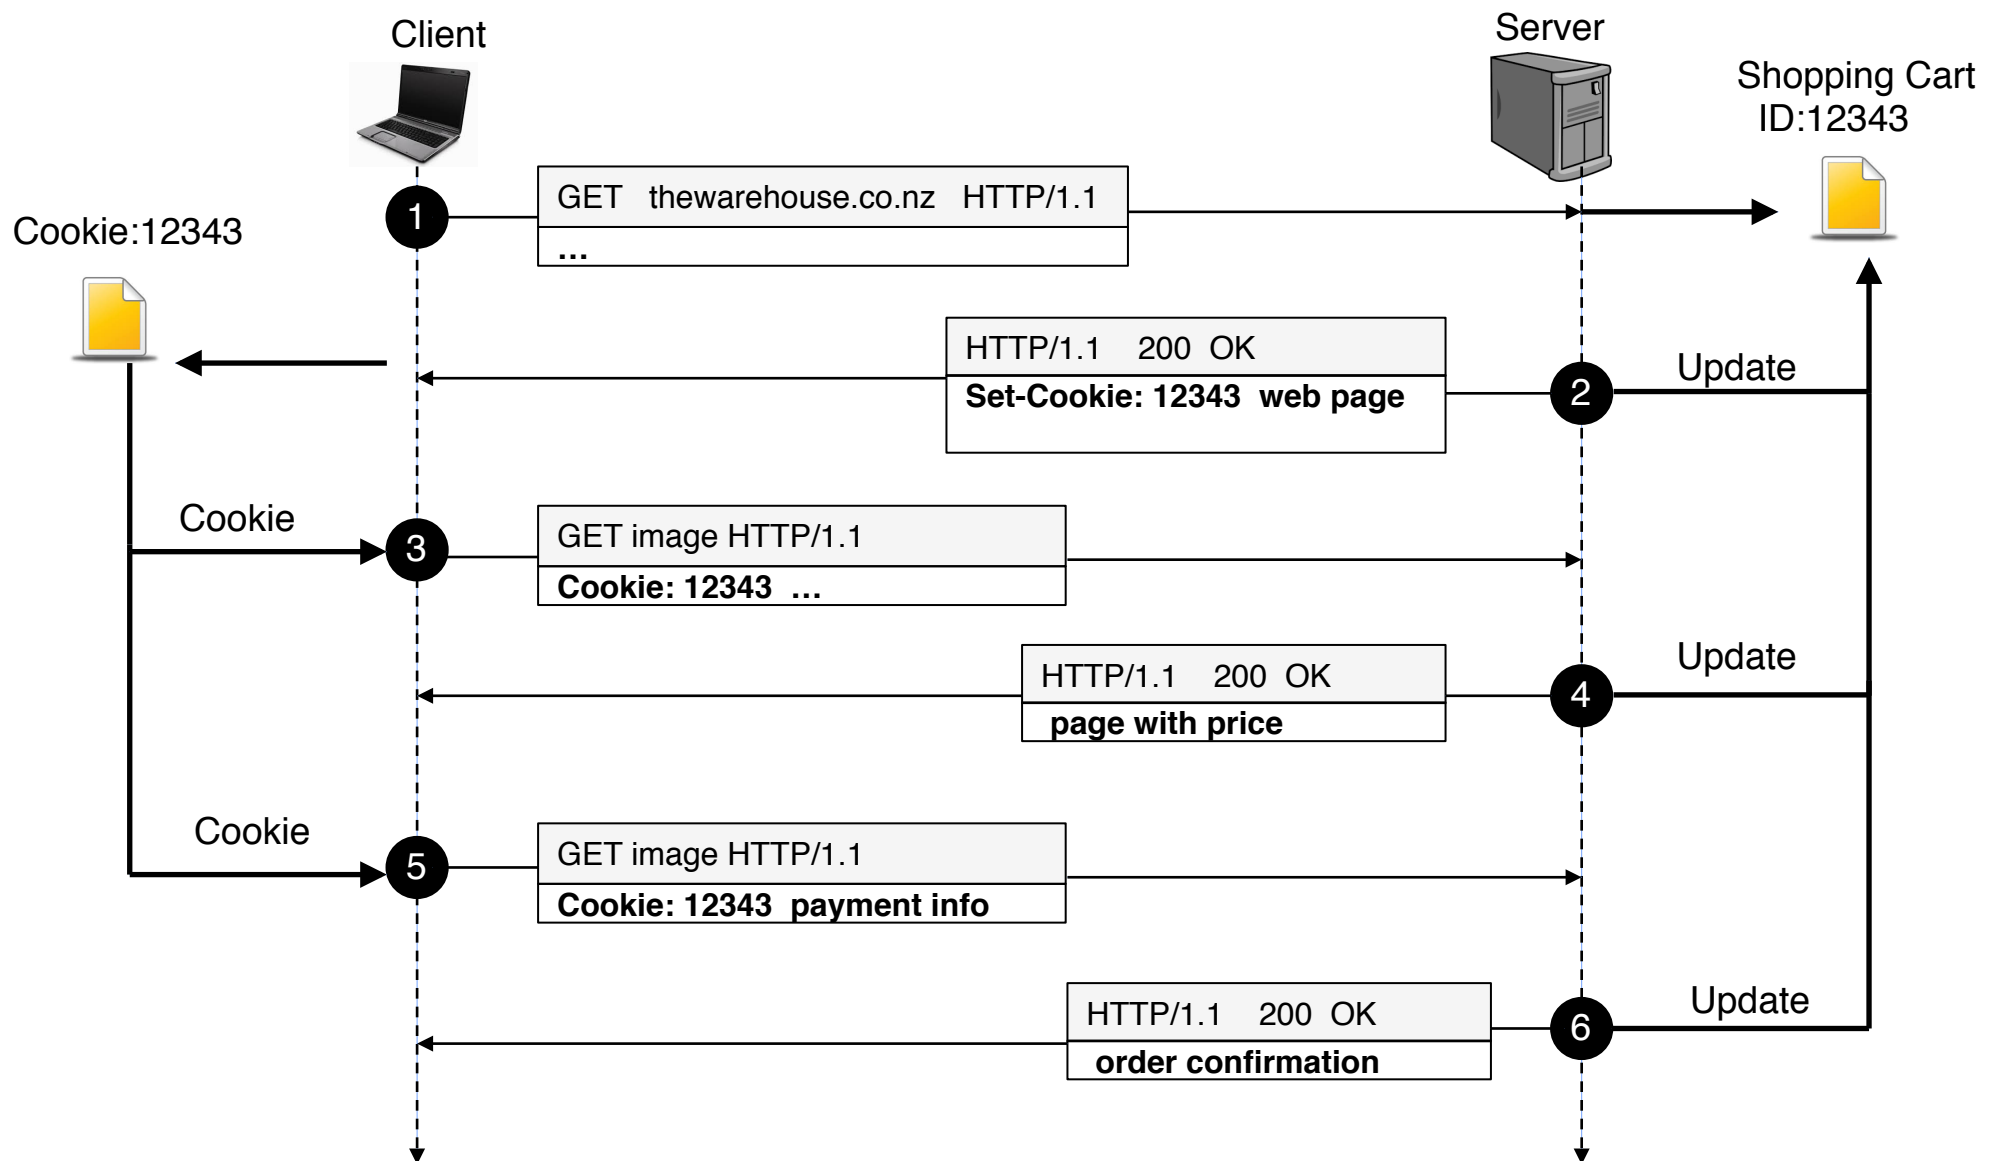 Client
Server
Shopping Cart
ID:12343
1
GET thewarehouse.co.nz HTTP/1.1
...
Cookie:12343
HTTP/1.1 200 OK
Set-Cookie: 12343 web page
2
Update
Cookie
3
GET image HTTP/1.1
Cookie: 12343 ...
HTTP/1.1 200 OK
page with price
4
Update
Cookie
5
GET image HTTP/1.1
Cookie: 12343 payment info
HTTP/1.1 200 OK
order confirmation
6
Update